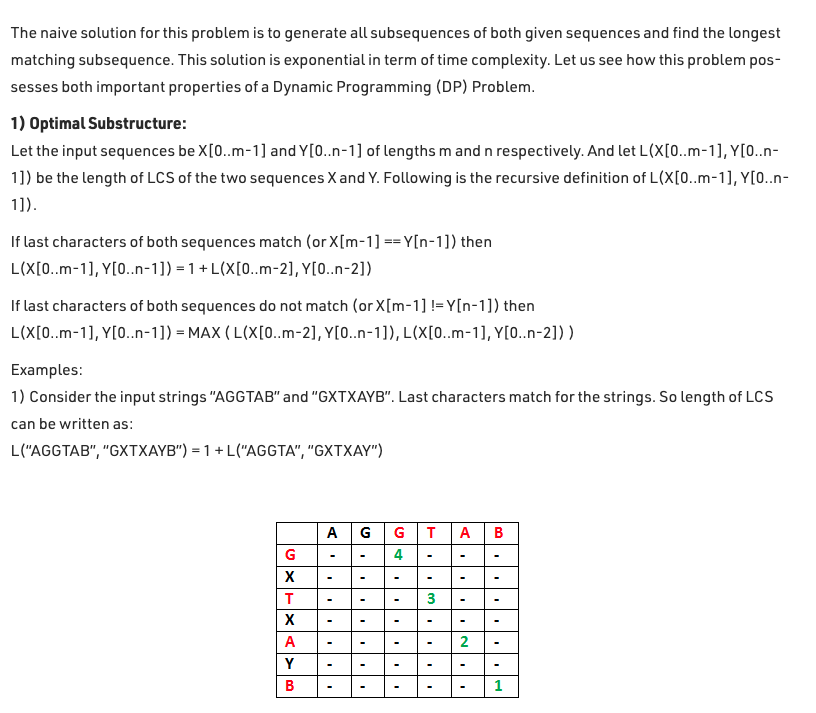 The naive solution for this problem is to generate all subsequences of both given sequences and find the longest
matching subsequence. This solution is exponential in term of time complexity. Let us see how this problem pos-
sesses both important properties of a Dynamic Programming (DP) Problem.
1) Optimal Substructure:
Let the input sequences be X[0..m-1] and Y[0..n-1] of lengths m and n respectively. And let L(X[0..m-1], Y[0..n-
1]) be the length of LCS of the two sequences X and Y. Following is the recursive definition of L(X[0..m-1], Y[0..n-
1]).
If last characters of both sequences match (or X[m-1] == Y[n-1]) then
L(X[0..m-1], Y[0..n-1]) = 1 + L(X[0..m-2], Y[0..n-2])
If last characters of both sequences do not match (or X[m-1] != Y[n-1]) then
L(X[0..m-1], Y[0..n-1]) = MAX ( L(X[0..m-2], Y[0..n-1]), L(X[0..m-1], Y[0..n-2]) )
Examples:
1) Consider the input strings “AGGTAB” and “GXTXAYB”. Last characters match for the strings. So length of LCS
can be written as:
L(“AGGTAB”, “GXTXAYB”) = 1 + L(“AGGTA”, “GXTXAY”)
A G G T A B
G - - 4 - - -
X - - - - - -
T - - - 3 - -
X - - - - - -
A - - - - 2 -
Y - - - - - -
B - - - - - 1